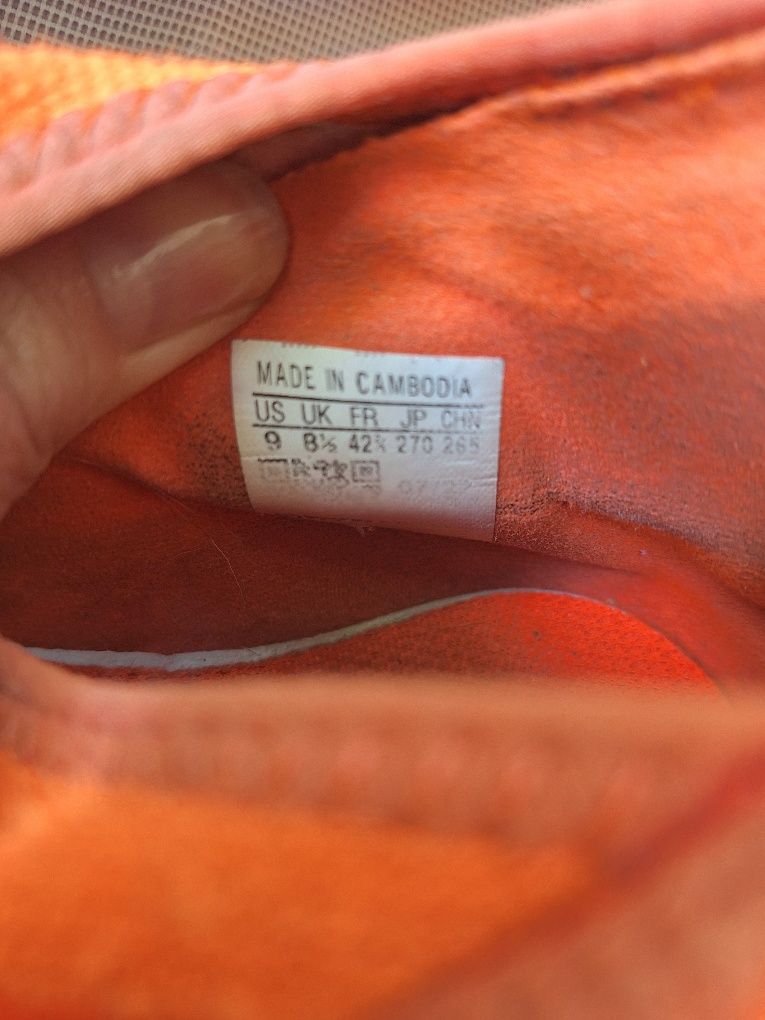 MADE IN CAMBODIA
US UK FR JP CHN
9 8½ 42⅔ 270 265